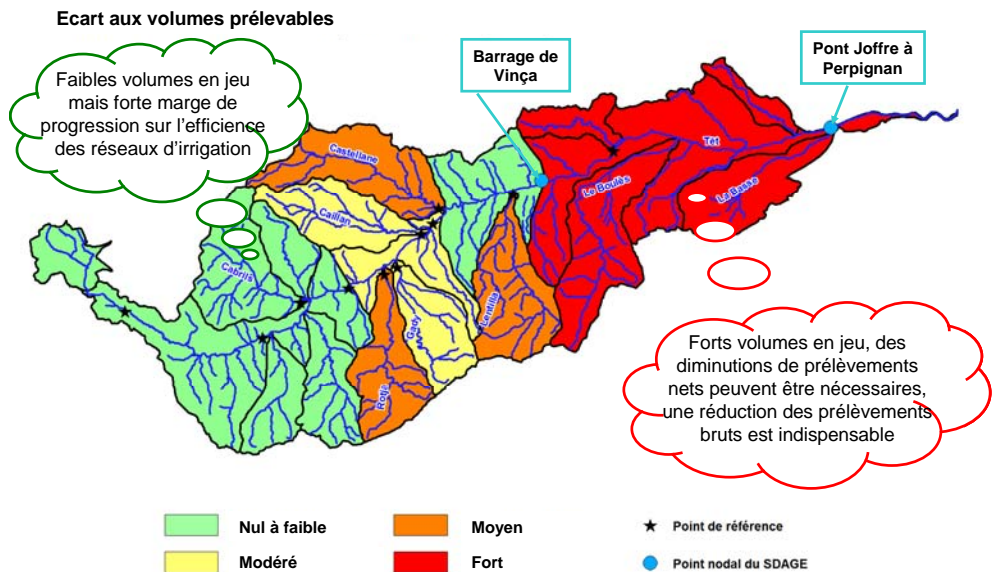 Ecart aux volumes prélevables
Faibles volumes en jeu
mais forte marge de
progression sur l'efficience
des réseaux d'irrigation
Barrage de
Vinça
Pont Joffre à
Perpignan
Castellane
Caillan
Cabrils
Rotja
Gady
Lentilla
Le Boulès
Têt
La Basse
Forts volumes en jeu, des
diminutions de prélèvements
nets peuvent être nécessaires,
une réduction des prélèvements
bruts est indispensable
Nul à faible
Moyen
Point de référence
Modéré
Fort
Point nodal du SDAGE